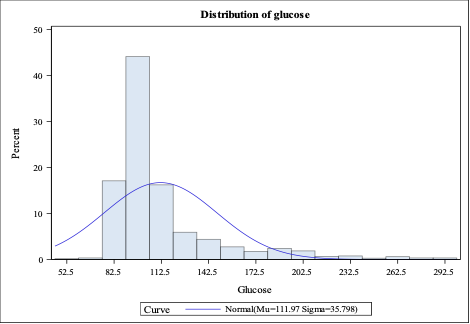 Distribution of glucose
50
40
30
20
10
0
Percent
52.5 82.5 112.5 142.5 172.5 202.5 232.5 262.5 292.5
Glucose
Curve Normal(Mu=111.97 Sigma=35.798)